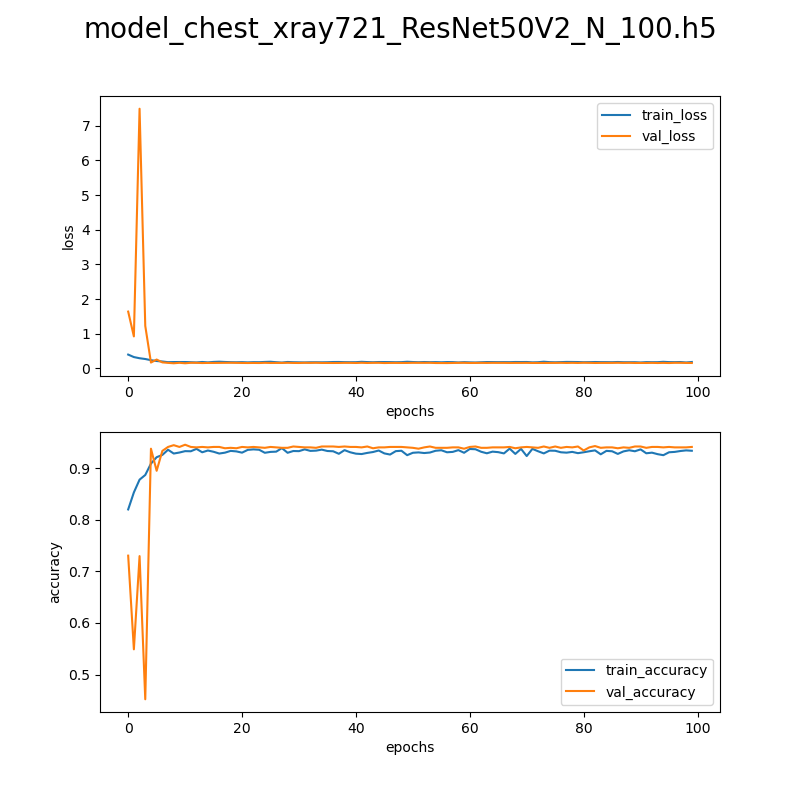 model_chest_xray721_ResNet50V2_N_100.h5
train_loss
val_loss
7
6
5
4
3
2
1
0
loss
0 20 40 60 80 100
epochs
0.9
0.8
0.7
0.6
0.5
accuracy
train_accuracy
val_accuracy
0 20 40 60 80 100
epochs